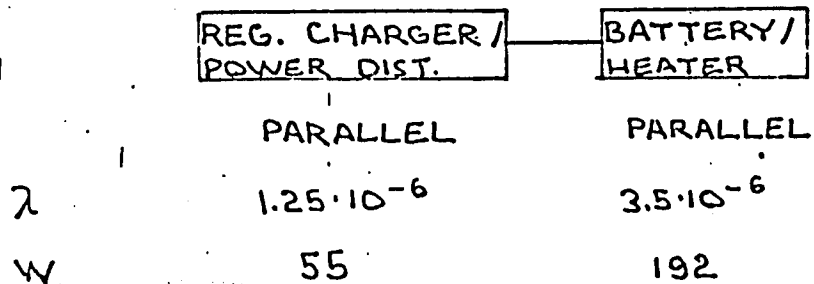 REG. CHARGER / BATTERY /
POWER DIST. HEATER
PARALLEL PARALLEL
λ 1.25·10⁻⁶ 3.5·10⁻⁶
W 55 192